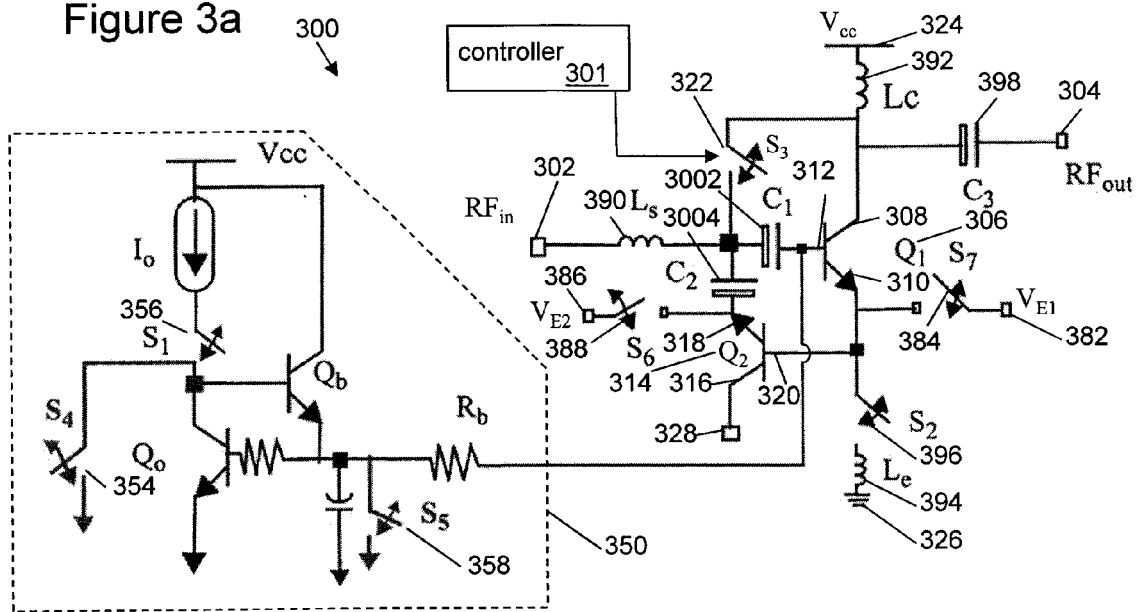 Figure 3a
300
controller
301
Vcc
324
392
Lc
398
304
322
S3
302
3002
C1
312
RFin
390
Ls
3004
308
C3
RFout
Q1
306
S7
Vcc
Io
386
C2
310
356
S1
VE2
388
S6
318
Q2
384
VE1
382
314
316
320
Qb
Rb
S4
328
S2
396
Qo
354
Le
394
S5
358
350
326